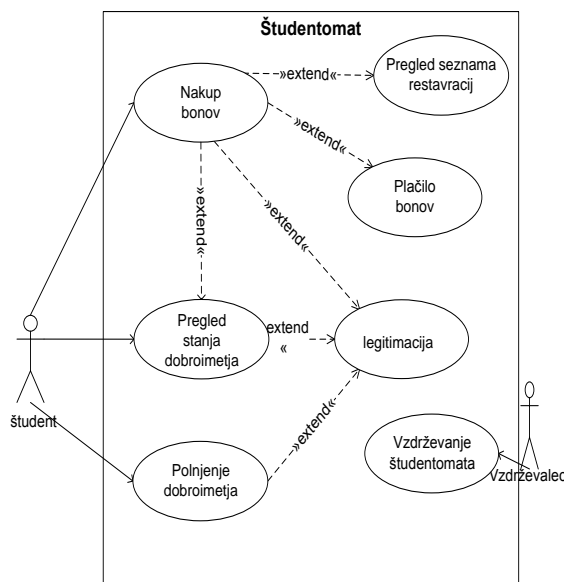 Študentomat
Nakup
bonov
»extend«
Pregled seznama
restavracij
»extend«
Plačilo
bonov
»extend«
»extend«
Pregled
stanja
dobroimetja
extend
«
legitimacija
študent
»extend«
Polnjenje
dobroimetja
Vzdrževanje
študentomata
Vzdrževalec